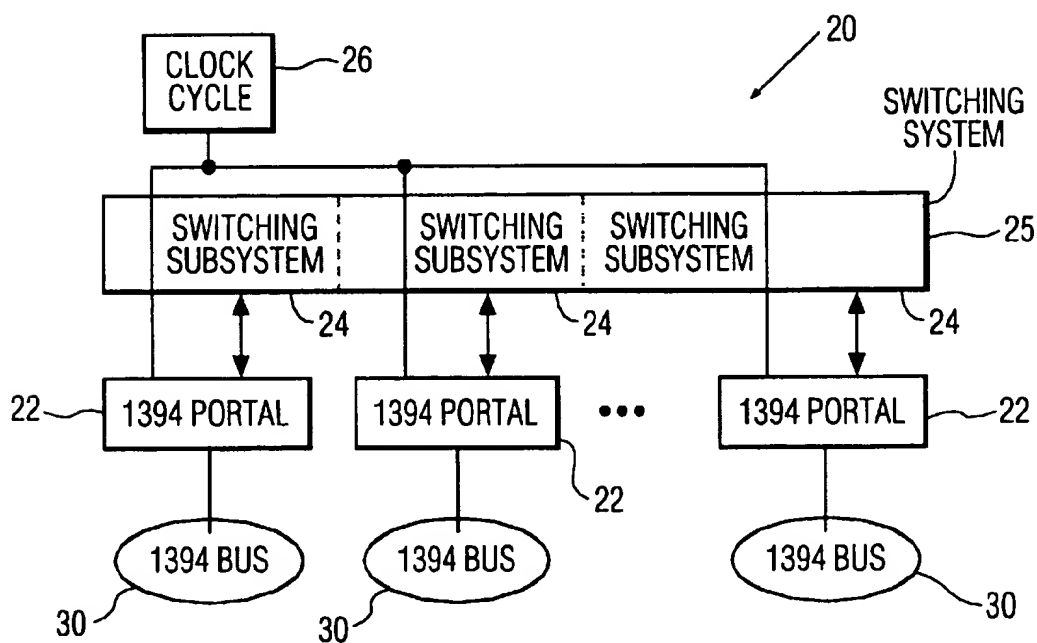 CLOCK
CYCLE
26
20
SWITCHING
SYSTEM
SWITCHING
SUBSYSTEM
SWITCHING
SUBSYSTEM
SWITCHING
SUBSYSTEM
25
24
24
24
22
1394 PORTAL
1394 PORTAL
•••
1394 PORTAL
22
22
1394 BUS
1394 BUS
1394 BUS
30
30
30